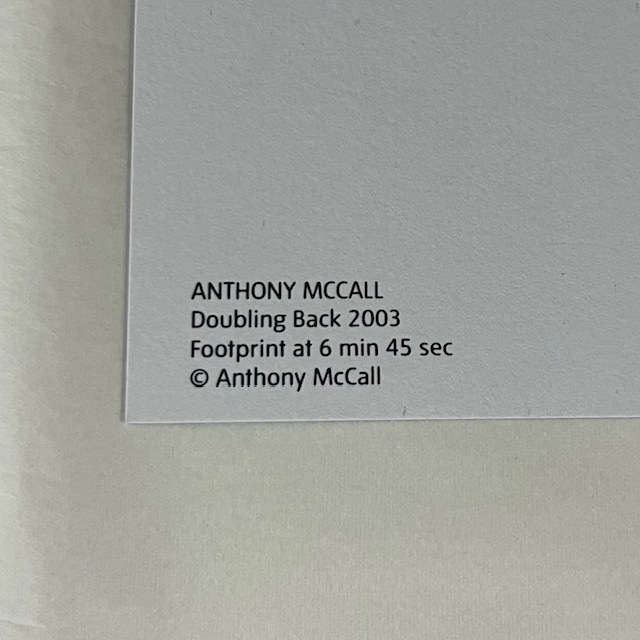 ANTHONY MCCALL
Doubling Back 2003
Footprint at 6 min 45 sec
© Anthony McCall